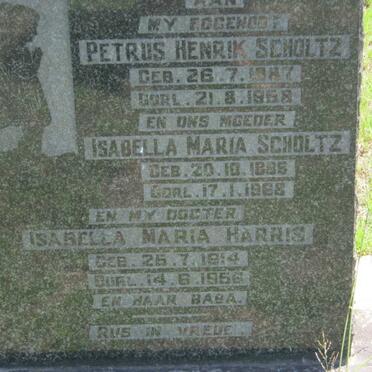 AAN
MY EGGENOOT
PETRUS HENRIK SCHOLTZ
GEB. 26.7.1887
OORL. 21.8.1958
EN ONS MOEDER
ISABELLA MARIA SCHOLTZ
GEB. 20.10.1885
OORL. 17.1.1968
EN MY DOGTER
ISABELLA MARIA HARRIS
GEB. 26.7.1914
OORL. 14.6.1956
EN HAAR BABA.
RUS IN VREDE